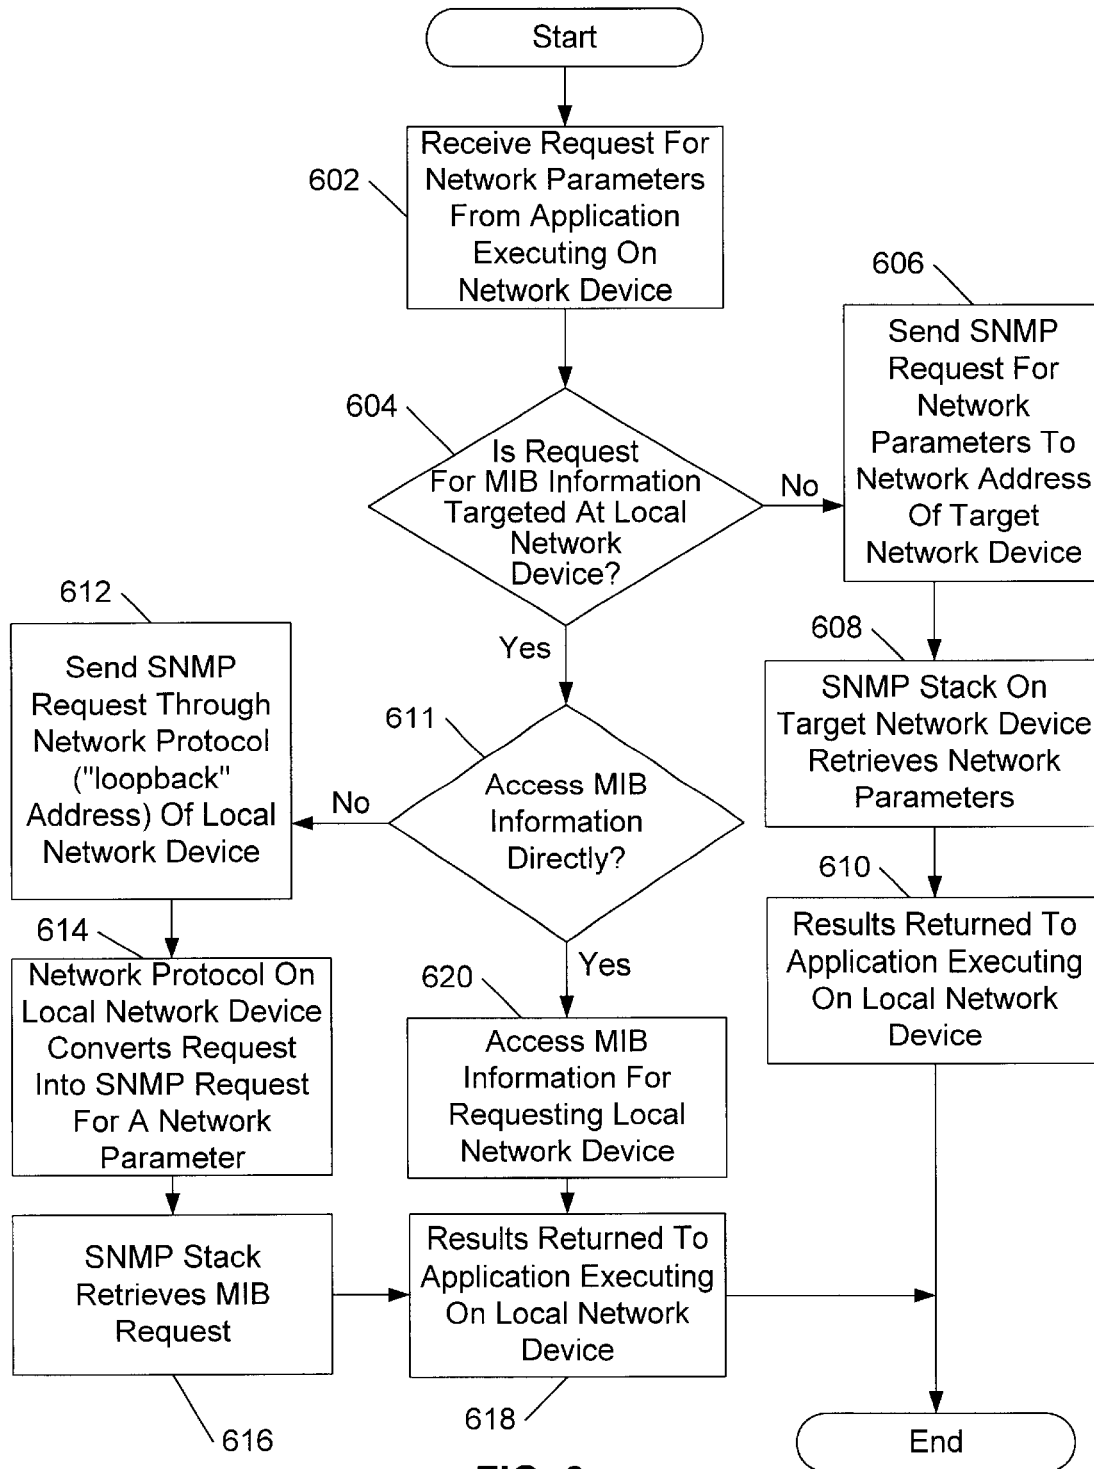 Start
Receive Request For
Network Parameters
From Application
Executing On
Network Device
602
606
Send SNMP
Request For
Network
Parameters To
Network Address
Of Target
Network Device
604
Is Request
For MIB Information
Targeted At Local
Network
Device?
No
Yes
612
Send SNMP
Request Through
Network Protocol
("loopback"
Address) Of Local
Network Device
611
Access MIB
Information
Directly?
No
Yes
608
SNMP Stack On
Target Network Device
Retrieves Network
Parameters
610
Results Returned To
Application Executing
On Local Network
Device
614
Network Protocol On
Local Network Device
Converts Request
Into SNMP Request
For A Network
Parameter
620
Access MIB
Information For
Requesting Local
Network Device
SNMP Stack
Retrieves MIB
Request
616
Results Returned To
Application Executing
On Local Network
Device
618
End